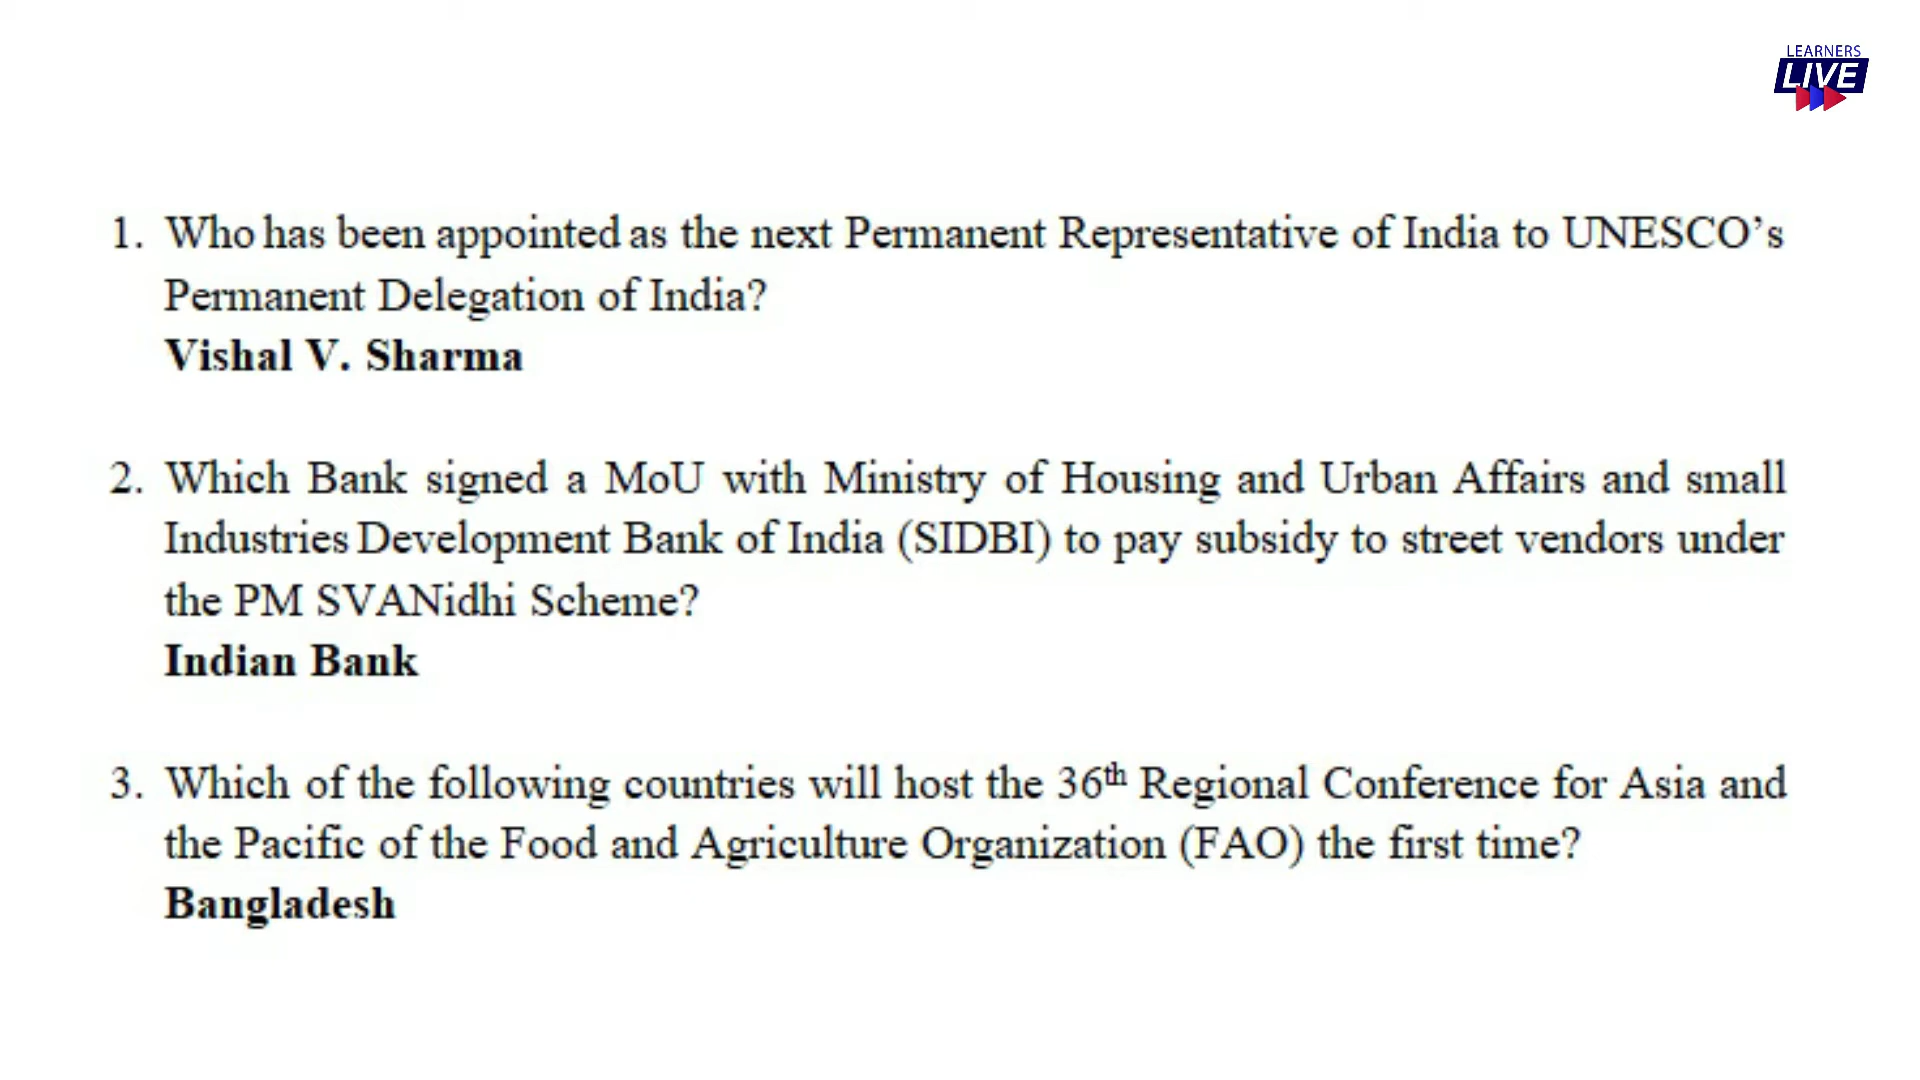 LEARNERS
LIVE
1. Who has been appointed as the next Permanent Representative of India to UNESCO’s
Permanent Delegation of India?
Vishal V. Sharma
2. Which Bank signed a MoU with Ministry of Housing and Urban Affairs and small
Industries Development Bank of India (SIDBI) to pay subsidy to street vendors under
the PM SVANidhi Scheme?
Indian Bank
3. Which of the following countries will host the 36th Regional Conference for Asia and
the Pacific of the Food and Agriculture Organization (FAO) the first time?
Bangladesh